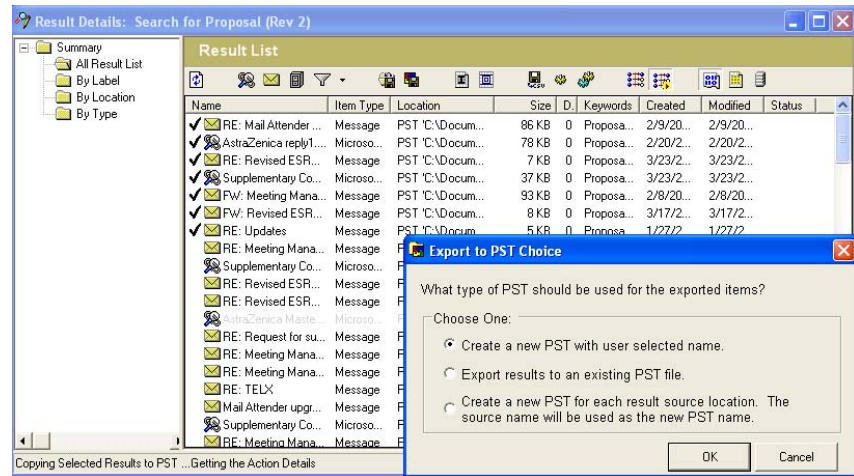 Result Details: Search for Proposal (Rev 2)
Summary
All Result List
By Label
By Location
By Type
Result List
Name Item Type Location Size D. Keywords Created Modified Status
RE: Mail Attender ... Message PST 'C:\Docum... 86 KB 0 Proposa... 2/9/20... 2/9/20...
AstraZenica reply1.... Microso... PST 'C:\Docum... 78 KB 0 Proposa... 2/20/2... 2/20/2...
RE: Revised ESR... Message PST 'C:\Docum... 7 KB 0 Proposa... 3/23/2... 3/23/2...
Supplementary Co... Microso... PST 'C:\Docum... 37 KB 0 Proposa... 3/23/2... 3/23/2...
FW: Meeting Mana... Message PST 'C:\Docum... 93 KB 0 Proposa... 2/8/20... 2/8/20...
FW: Revised ESR... Message PST 'C:\Docum... 8 KB 0 Proposa... 3/17/2... 3/17/2...
RE: Updates Message PST 'C:\Docum... 5 KB 0 Proposa... 1/27/2... 1/27/2...
RE: Meeting Mana... Message
Supplementary Co... Microso...
RE: Revised ESR... Message
RE: Revised ESR... Message
AstraZenica Maste... Microso...
RE: Request for su... Message
RE: Meeting Mana... Message
RE: Meeting Mana... Message
RE: TELX Message
Mail Attender upgr... Message
Supplementary Co... Microso...
RE: Meeting Mana... Message
Export to PST Choice
What type of PST should be used for the exported items?
Choose One:
Create a new PST with user selected name.
Export results to an existing PST file.
Create a new PST for each result source location. The
source name will be used as the new PST name.
OK Cancel
Copying Selected Results to PST ...Getting the Action Details